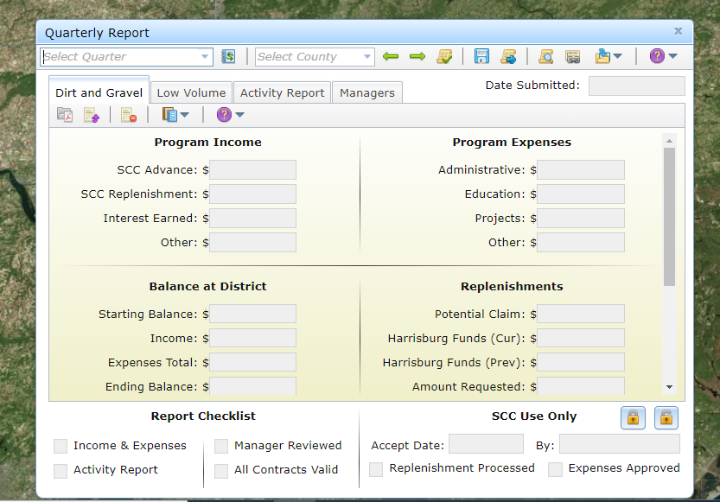 Quarterly Report
Select Quarter Select County
Dirt and Gravel Low Volume Activity Report Managers Date Submitted:
Program Income Program Expenses
SCC Advance: $ Administrative: $
SCC Replenishment: $ Education: $
Interest Earned: $ Projects: $
Other: $ Other: $
Balance at District Replenishments
Starting Balance: $ Potential Claim: $
Income: $ Harrisburg Funds (Cur): $
Expenses Total: $ Harrisburg Funds (Prev): $
Ending Balance: $ Amount Requested: $
Report Checklist SCC Use Only
Income & Expenses Manager Reviewed Accept Date: By:
Activity Report All Contracts Valid Replenishment Processed Expenses Approved